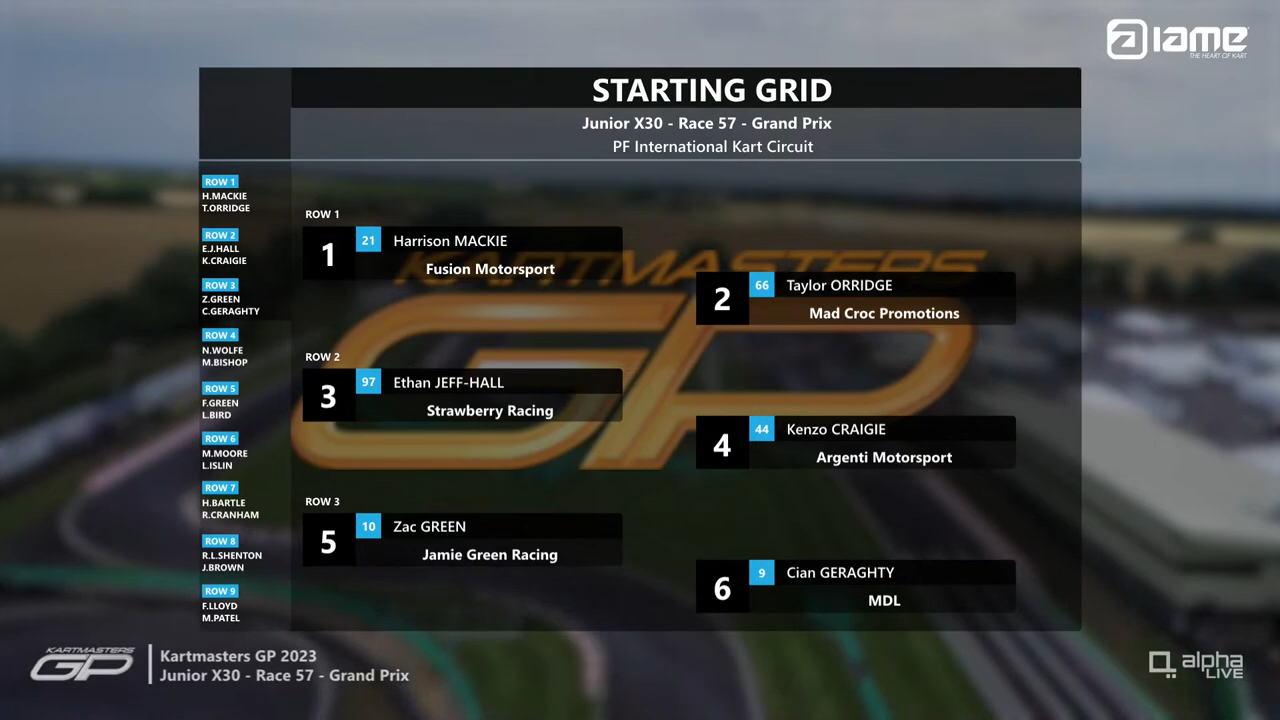 a IAME
THE HEART OF KART
STARTING GRID
Junior X30 - Race 57 - Grand Prix
PF International Kart Circuit
ROW 1
H.MACKIE
T.ORRIDGE
ROW 2
E.J.HALL
K.CRAIGIE
ROW 3
Z.GREEN
C.GERAGHTY
ROW 4
N.WOLFE
M.BISHOP
ROW 5
F.GREEN
L.BIRD
ROW 6
M.MOORE
L.ISLIN
ROW 7
H.BARTLE
R.CRANHAM
ROW 8
R.L.SHENTON
J.BROWN
ROW 9
F.LLOYD
M.PATEL
ROW 1
1 21 Harrison MACKIE
Fusion Motorsport
2 66 Taylor ORRIDGE
Mad Croc Promotions
ROW 2
3 97 Ethan JEFF-HALL
Strawberry Racing
4 44 Kenzo CRAIGIE
Argenti Motorsport
ROW 3
5 10 Zac GREEN
Jamie Green Racing
6 9 Cian GERAGHTY
MDL
KARTMASTERS
GP
KARTMASTERS
GP
Kartmasters GP 2023
Junior X30 - Race 57 - Grand Prix
alpha
LIVE